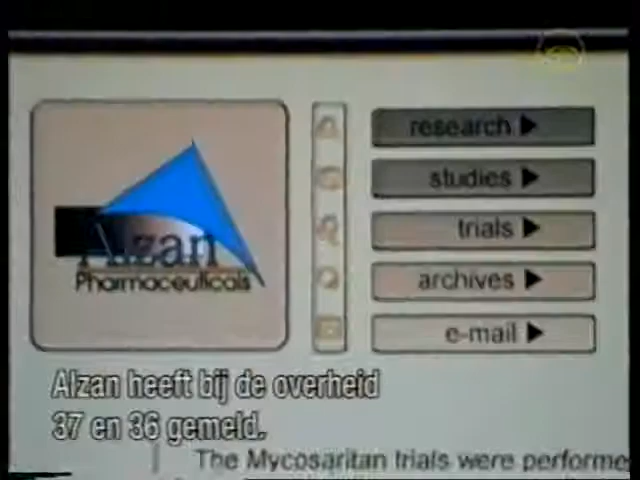 Alzan
Pharmaceuticals
research
studies
trials
archives
e-mail
Alzan heeft bij de overheid
37 en 36 gemeld.
The Mycosaritan trials were performe